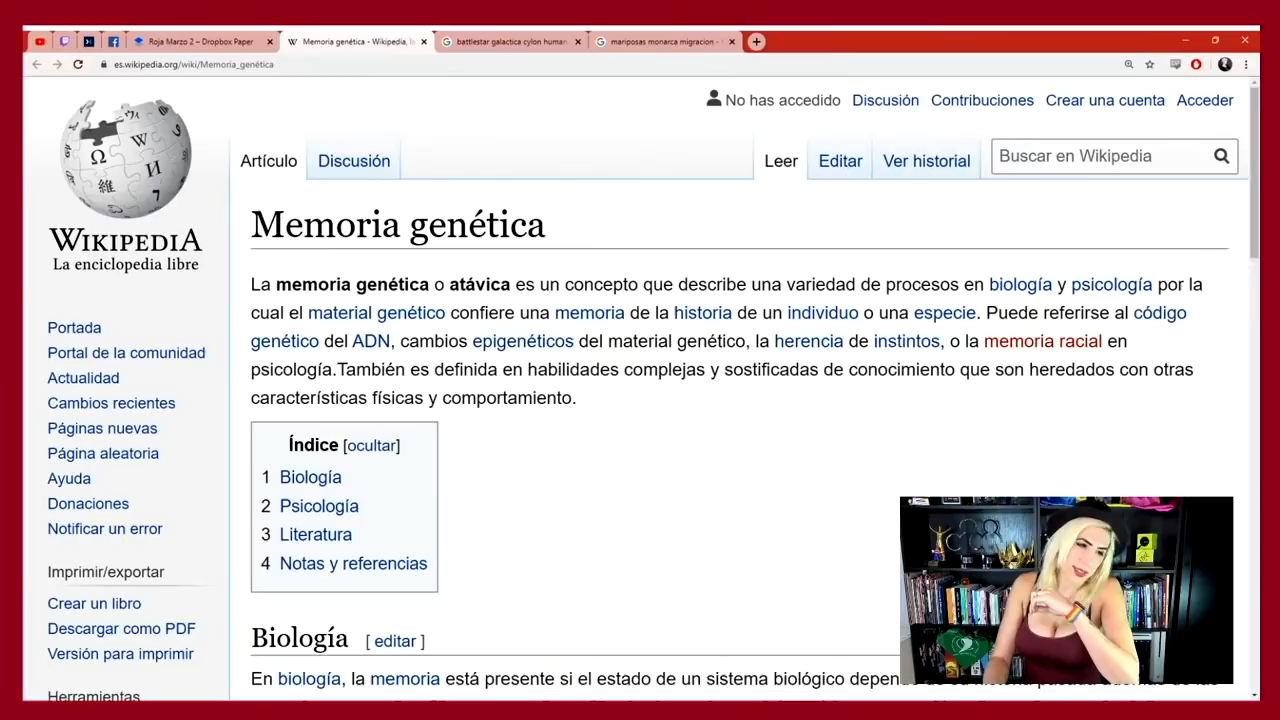 Roja Marzo 2 – Dropbox Paper
Memoria genética - Wikipedia, l
battlestar galactica cylon human
mariposas monarca migracion -
es.wikipedia.org/wiki/Memoria_genética
No has accedido Discusión Contribuciones Crear una cuenta Acceder
Artículo Discusión Leer Editar Ver historial Buscar en Wikipedia
WIKIPEDIA
La enciclopedia libre
Portada
Portal de la comunidad
Actualidad
Cambios recientes
Páginas nuevas
Página aleatoria
Ayuda
Donaciones
Notificar un error
Imprimir/exportar
Crear un libro
Descargar como PDF
Versión para imprimir
Herramientas
Memoria genética
La memoria genética o atávica es un concepto que describe una variedad de procesos en biología y psicología por la
cual el material genético confiere una memoria de la historia de un individuo o una especie. Puede referirse al código
genético del ADN, cambios epigenéticos del material genético, la herencia de instintos, o la memoria racial en
psicología.También es definida en habilidades complejas y sostificadas de conocimiento que son heredados con otras
características físicas y comportamiento.
Índice [ocultar]
1 Biología
2 Psicología
3 Literatura
4 Notas y referencias
Biología [ editar ]
En biología, la memoria está presente si el estado de un sistema biológico depende